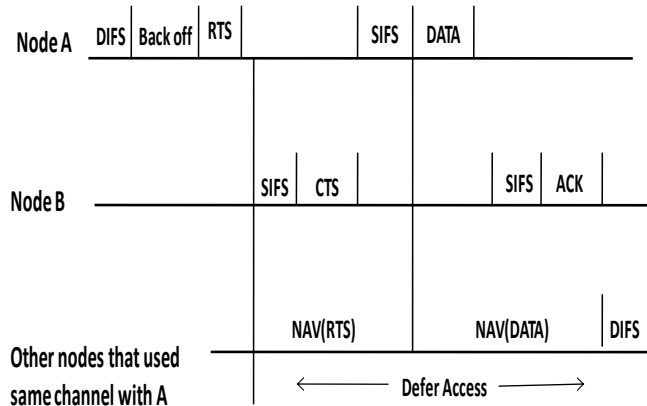 Node A DIFS Back off RTS SIFS DATA
Node B SIFS CTS SIFS ACK
NAV(RTS) NAV(DATA) DIFS
Other nodes that used
same channel with A
Defer Access